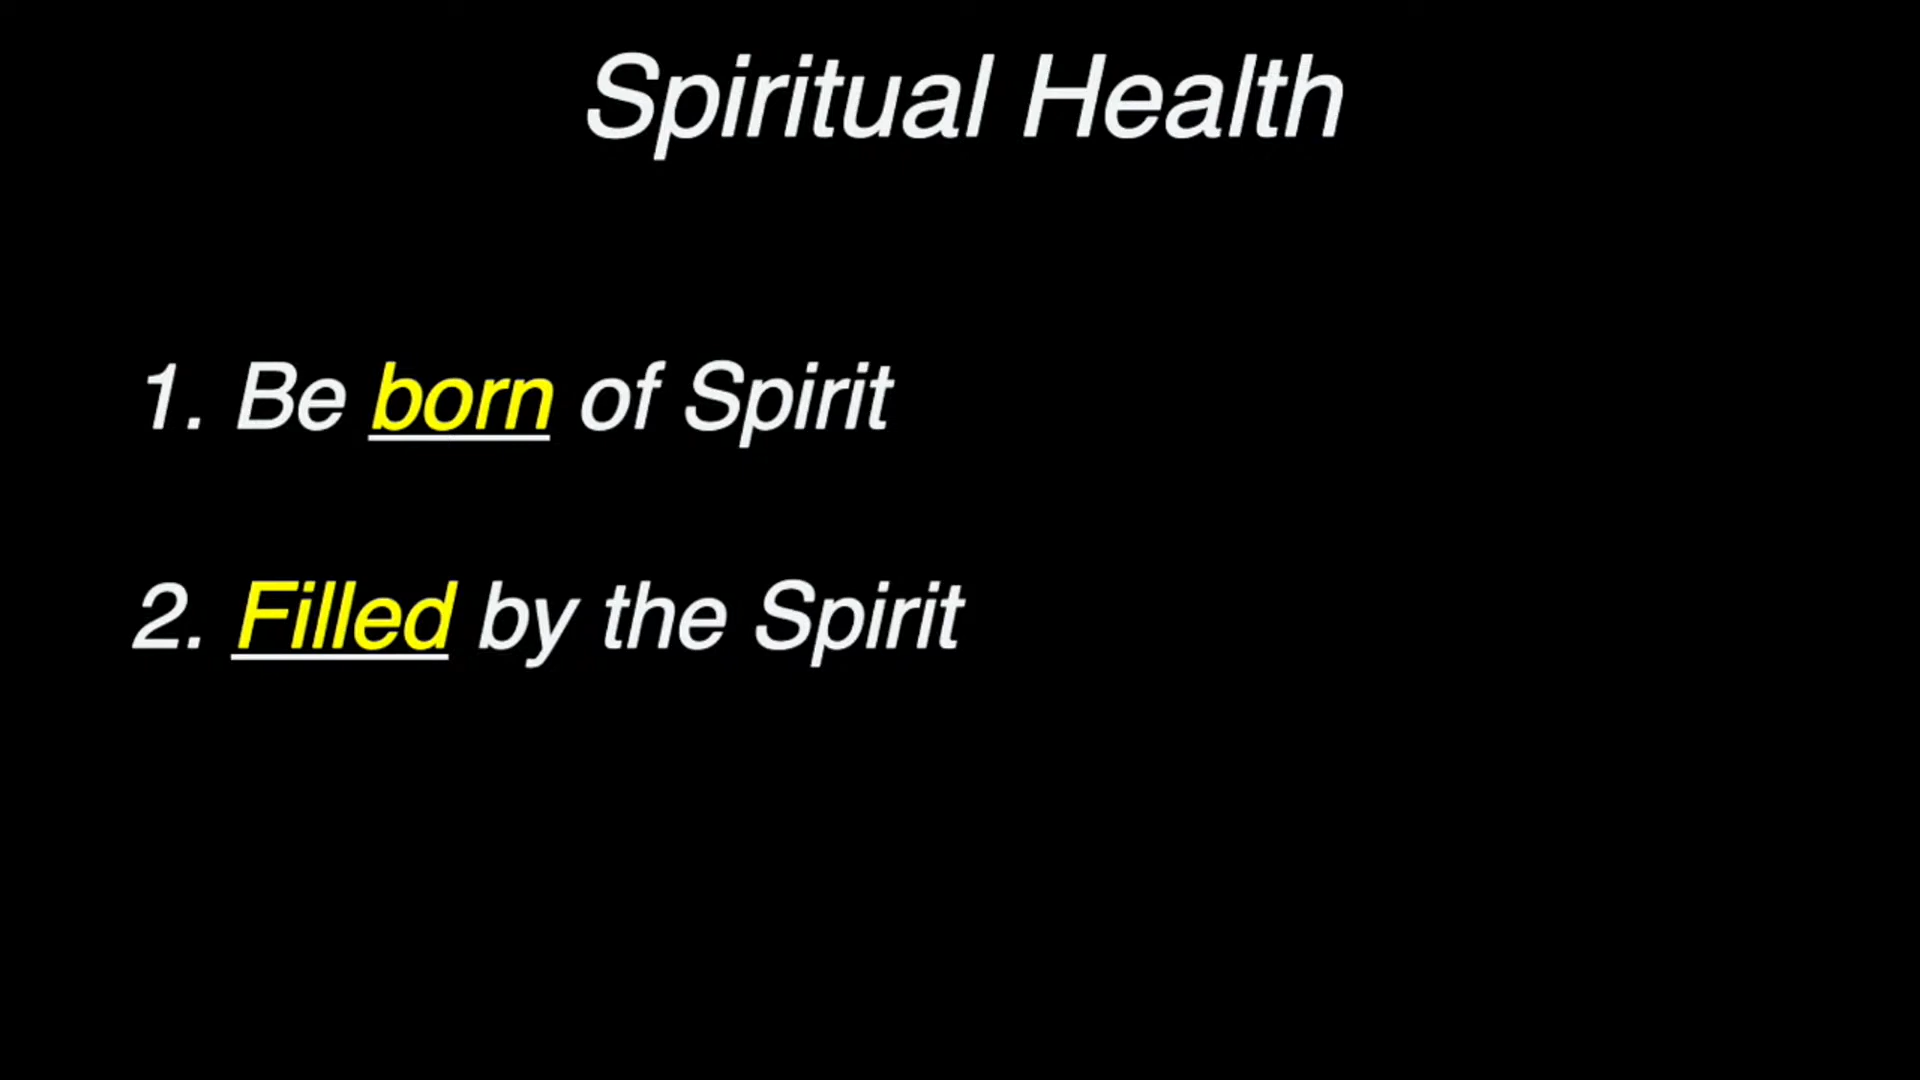 Spiritual Health
1. Be born of Spirit
2. Filled by the Spirit